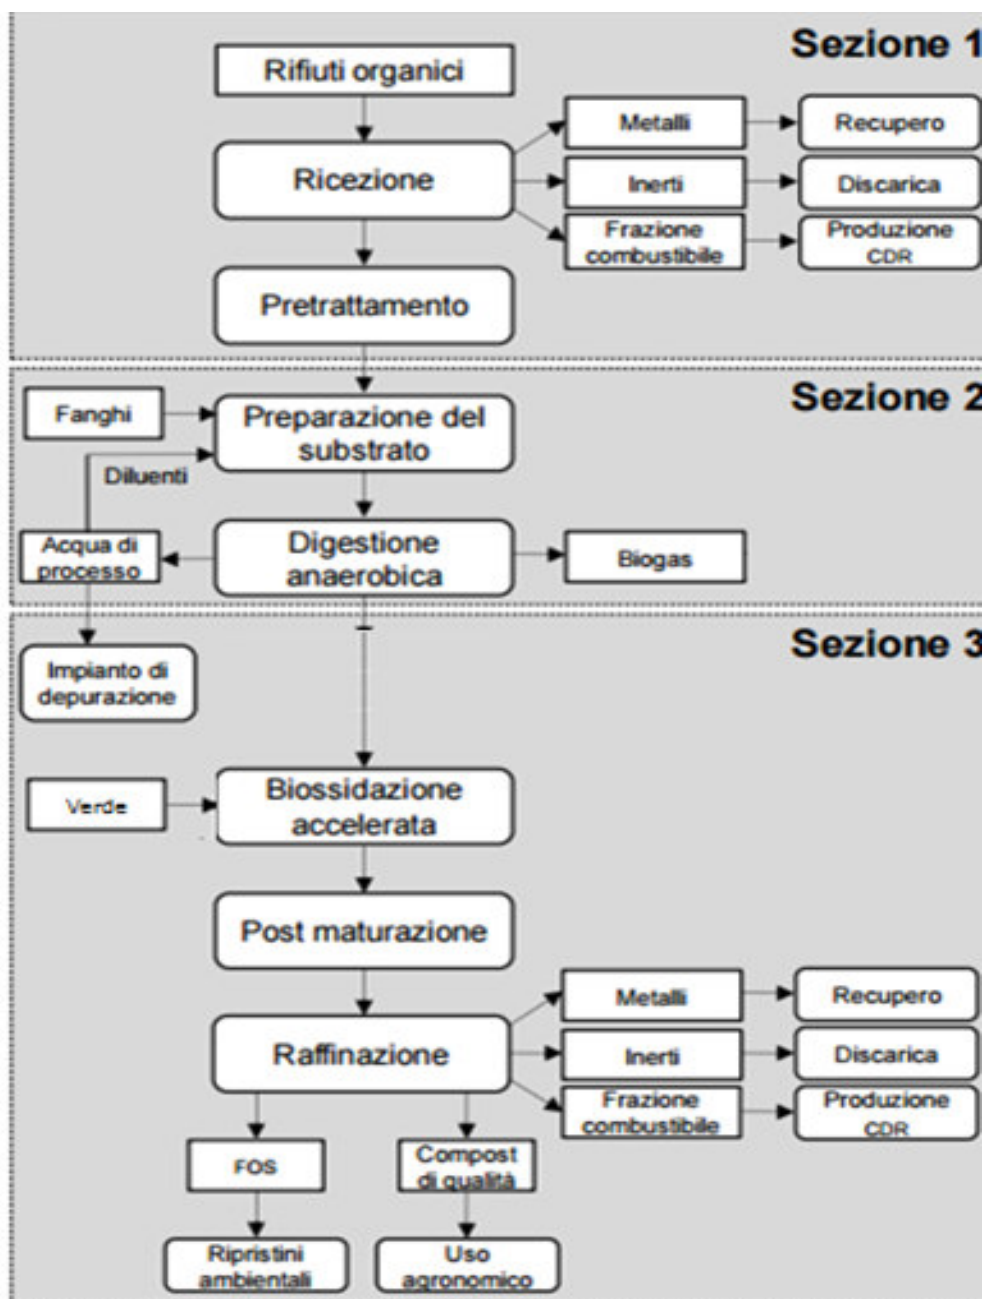 Sezione 1
Rifiuti organici
Ricezione
Metalli
Recupero
Inerti
Discarica
Frazione
combustibile
Produzione
CDR
Pretrattamento
Sezione 2
Fanghi
Preparazione del
substrato
Diluenti
Acqua di
processo
Digestione
anaerobica
Biogas
Sezione 3
Impianto di
depurazione
Verde
Biossidazione
accelerata
Post maturazione
Raffinazione
Metalli
Recupero
Inerti
Discarica
Frazione
combustibile
Produzione
CDR
FOS
Compost
di qualità
Ripristini
ambientali
Uso
agronomico